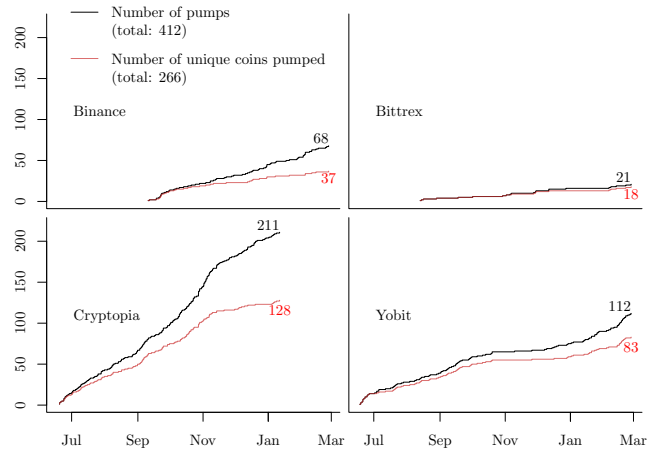 Number of pumps
(total: 412)
Number of unique coins pumped
(total: 266)
200
150
100
50
0
Binance
68
37
Bittrex
21
18
200
150
100
50
0
Cryptopia
211
128
Yobit
112
83
Jul Sep Nov Jan Mar
Jul Sep Nov Jan Mar